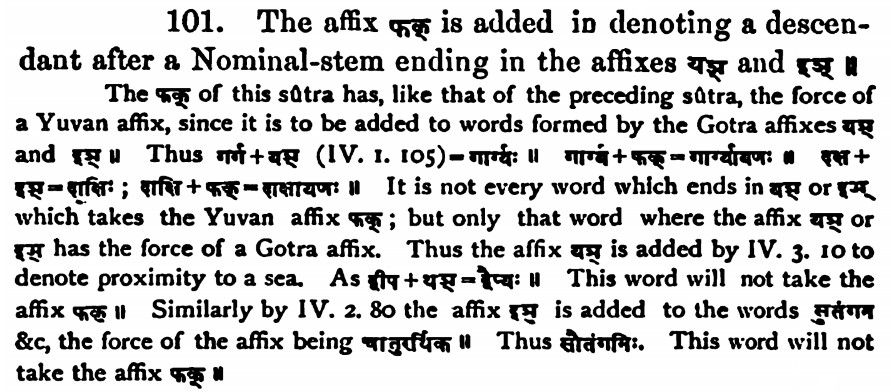 101. The affix फक् is added in denoting a descen-
dant after a Nominal-stem ending in the affixes यञ् and इञ् ॥
The फक् of this sûtra has, like that of the preceding sûtra, the force of
a Yuvan affix, since it is to be added to words formed by the Gotra affixes यञ्
and इञ् ॥ Thus गर्ग + यञ् (IV. 1. 105) = गार्ग्यः ॥ गार्ग्य + फक् = गार्ग्यायणः ॥ दक्ष +
इञ् = दाक्षिः ; दाक्षि + फक् = दाक्षायणः ॥ It is not every word which ends in यञ् or इञ्
which takes the Yuvan affix फक् ; but only that word where the affix यञ् or
इञ् has the force of a Gotra affix. Thus the affix यञ् is added by IV. 3. 10 to
denote proximity to a sea. As द्वीप + यञ् = द्वैप्यः ॥ This word will not take the
affix फक् ॥ Similarly by IV. 2. 80 the affix इञ् is added to the words सुतंगम
&c, the force of the affix being चातुरर्थिक ॥ Thus सौतंगमिः. This word will not
take the affix फक् ॥